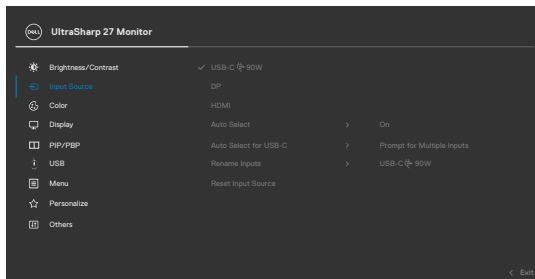 DELL UltraSharp 27 Monitor
Brightness/Contrast
Input Source
Color
Display
PIP/PBP
USB
Menu
Personalize
Others
USB-C 90W
DP
HDMI
Auto Select > On
Auto Select for USB-C > Prompt for Multiple Inputs
Rename Inputs > USB-C 90W
Reset Input Source
< Exit